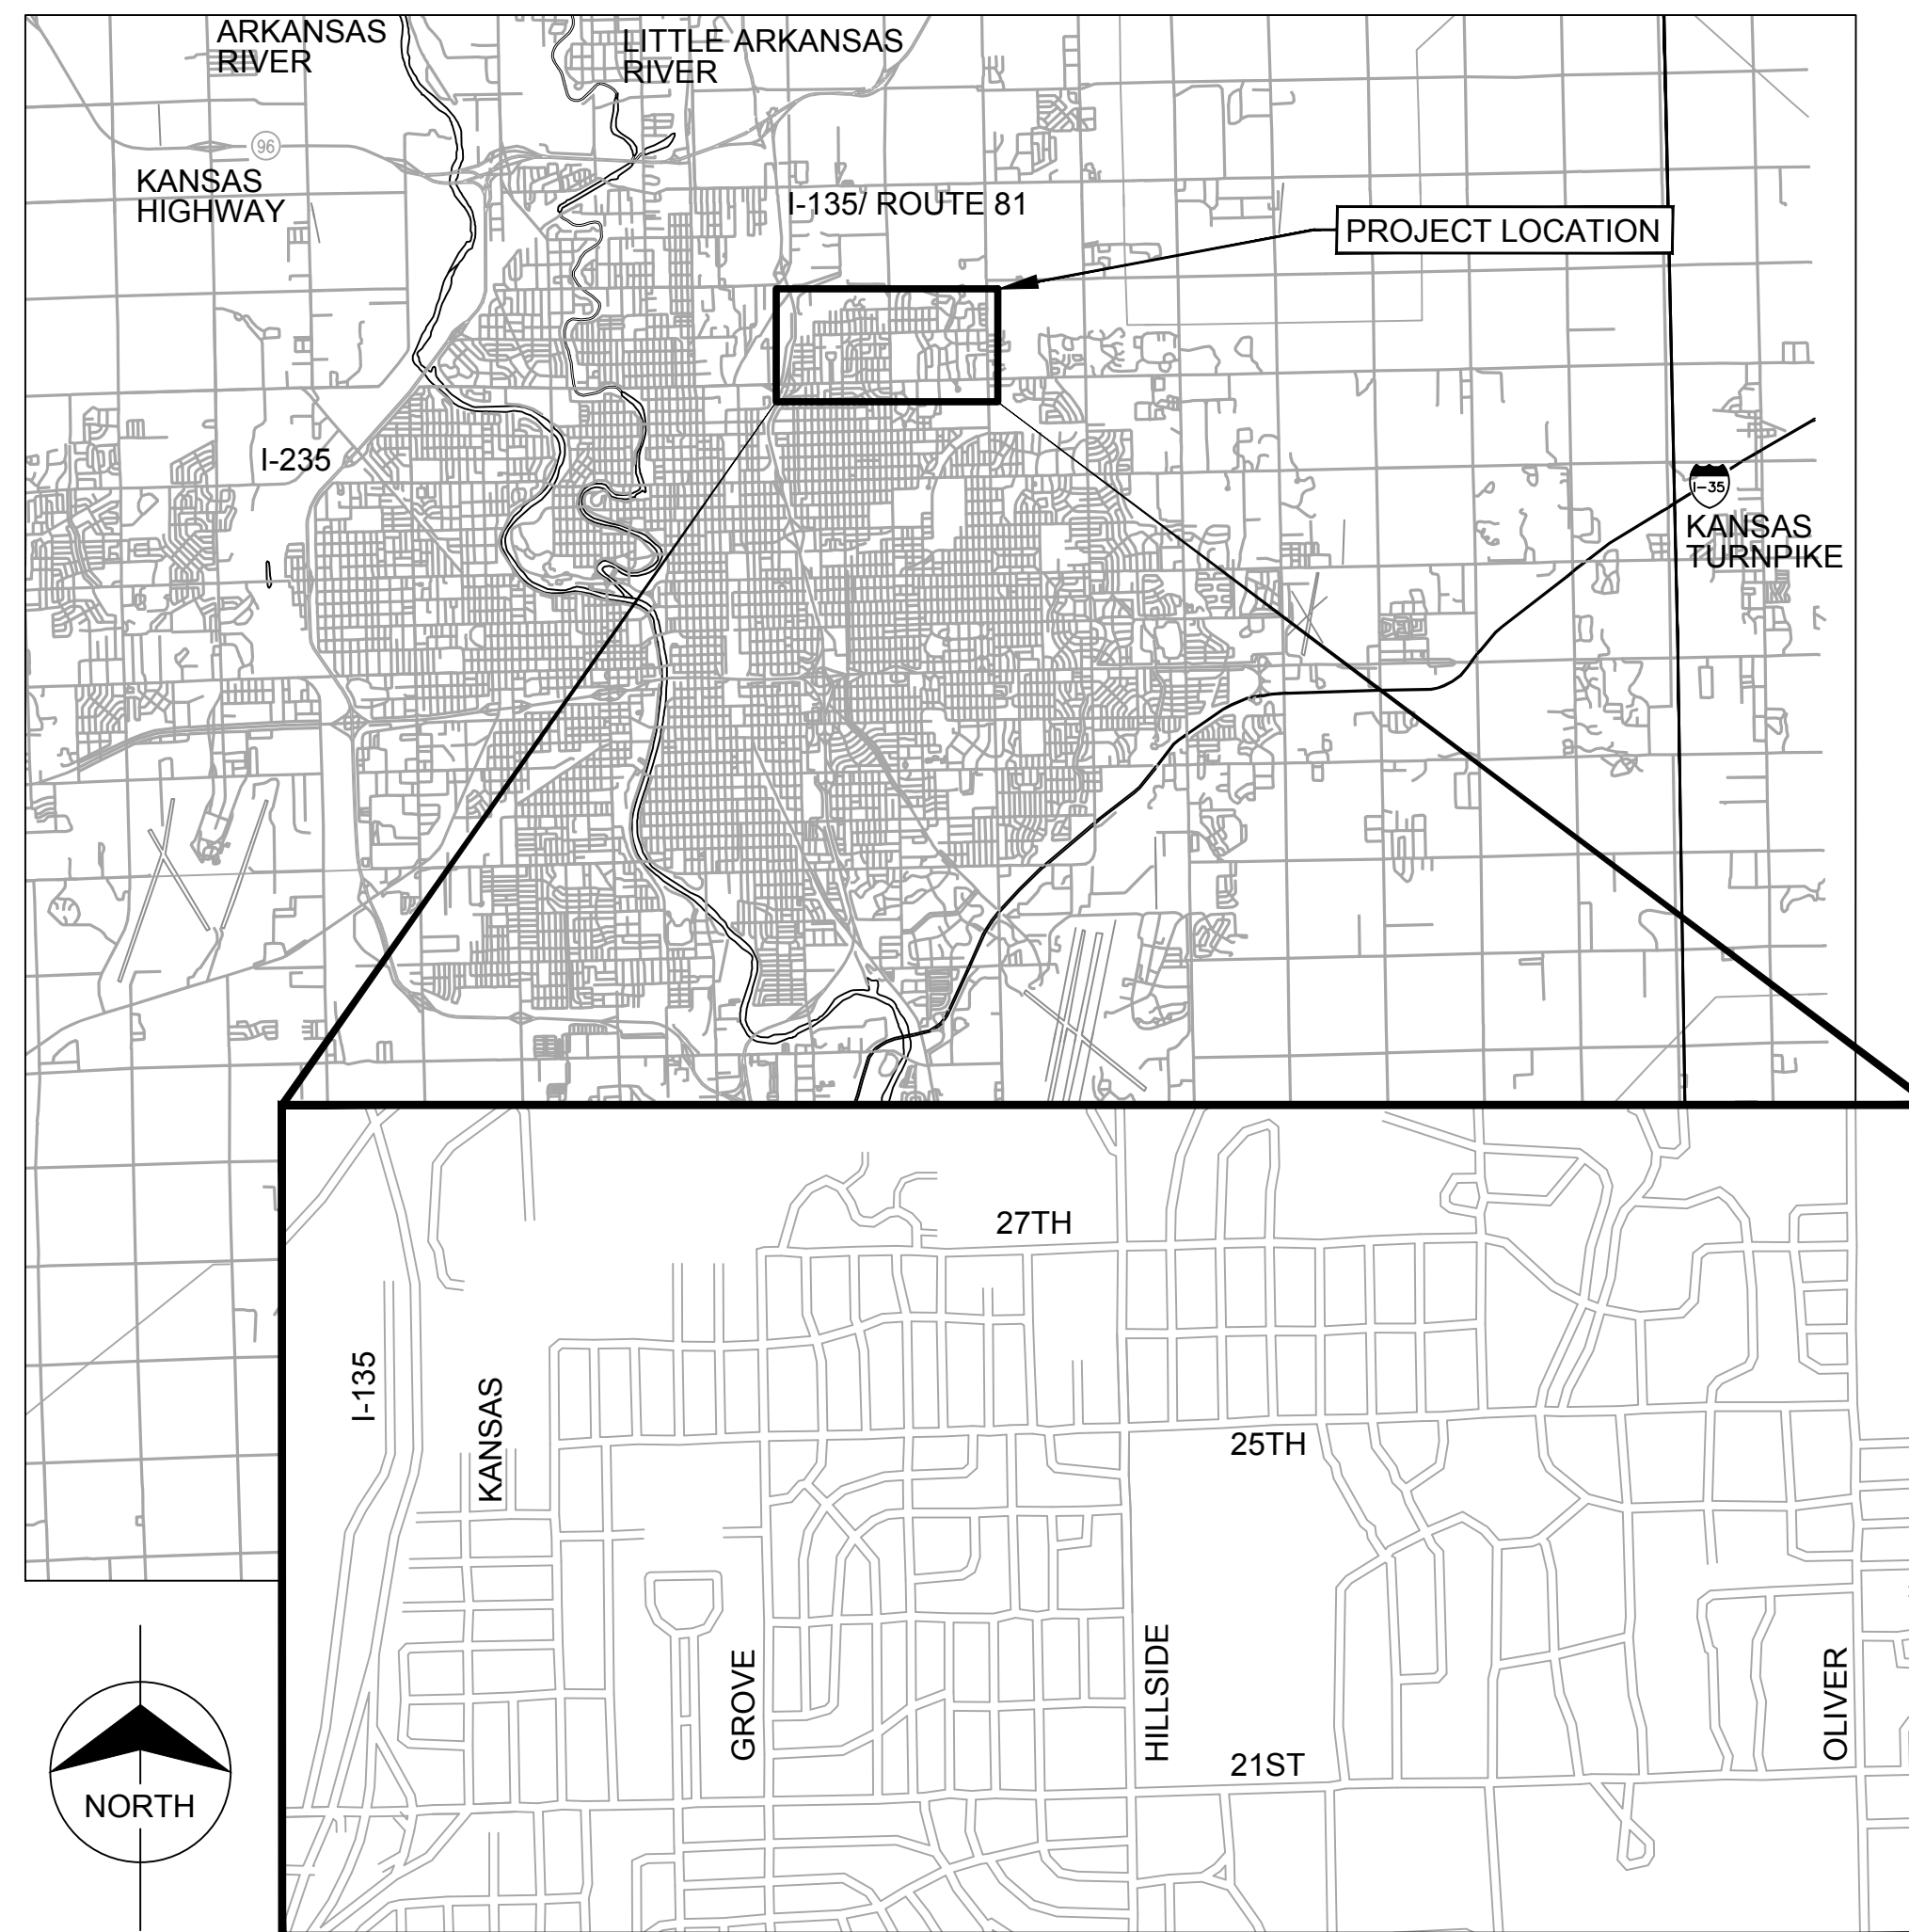 ARKANSAS
RIVER
LITTLE ARKANSAS
RIVER
96
KANSAS
HIGHWAY
I-135/ ROUTE 81
PROJECT LOCATION
I-235
I-35
KANSAS
TURNPIKE
27TH
I-135
KANSAS
25TH
GROVE
HILLSIDE
OLIVER
21ST
NORTH